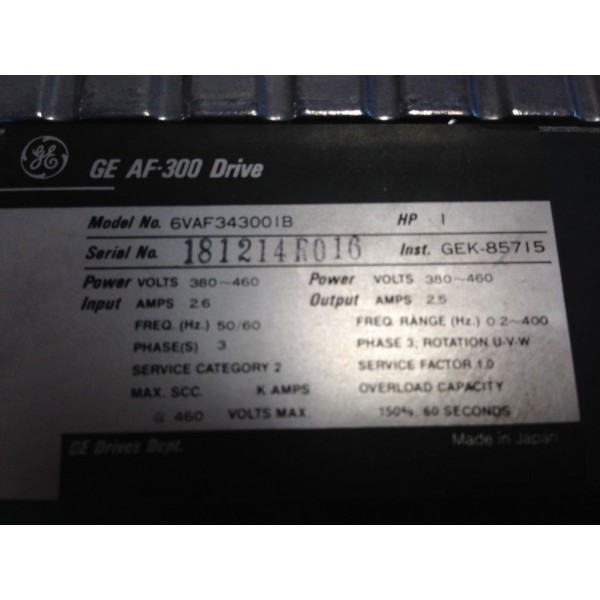 GE GE AF-300 Drive
Model No. 6VAF343001B HP 1
Serial No. 181214R016 Inst. GEK-85715
Power VOLTS 380~460 Power VOLTS 380~460
Input AMPS 2.6 Output AMPS 2.5
FREQ. (Hz.) 50/60 FREQ. RANGE (Hz.) 0.2~400
PHASE(S) 3 PHASE 3; ROTATION U-V-W
SERVICE CATEGORY 2 SERVICE FACTOR 1.0
MAX. SCC. K AMPS OVERLOAD CAPACITY
@ 460 VOLTS MAX. 150%, 60 SECONDS
GE Drives Dept. Made in Japan